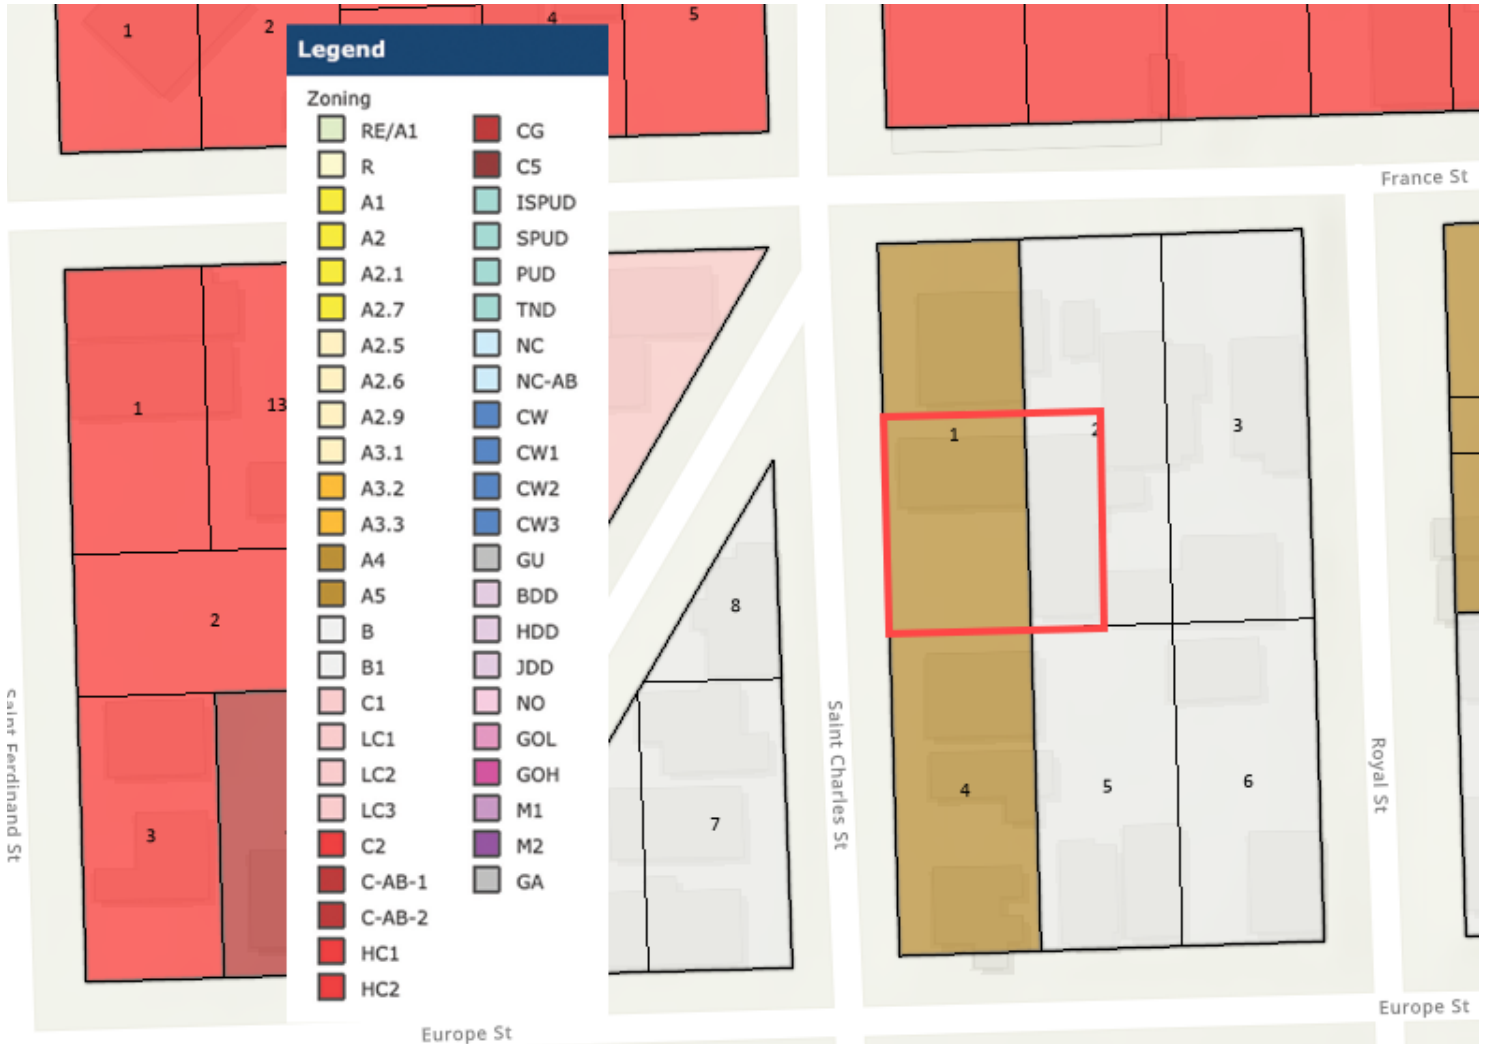 1
2
4
5
Legend
Zoning
RE/A1
R
A1
A2
A2.1
A2.7
A2.5
A2.6
A2.9
A3.1
A3.2
A3.3
A4
A5
B
B1
C1
LC1
LC2
LC3
C2
C-AB-1
C-AB-2
HC1
HC2
CG
C5
ISPUD
SPUD
PUD
TND
NC
NC-AB
CW
CW1
CW2
CW3
GU
BDD
HDD
JDD
NO
GOL
GOH
M1
M2
GA
France St
1
13
2
3
8
7
1
2
3
4
5
6
Saint Ferdinand St
Saint Charles St
Royal St
Europe St
Europe St